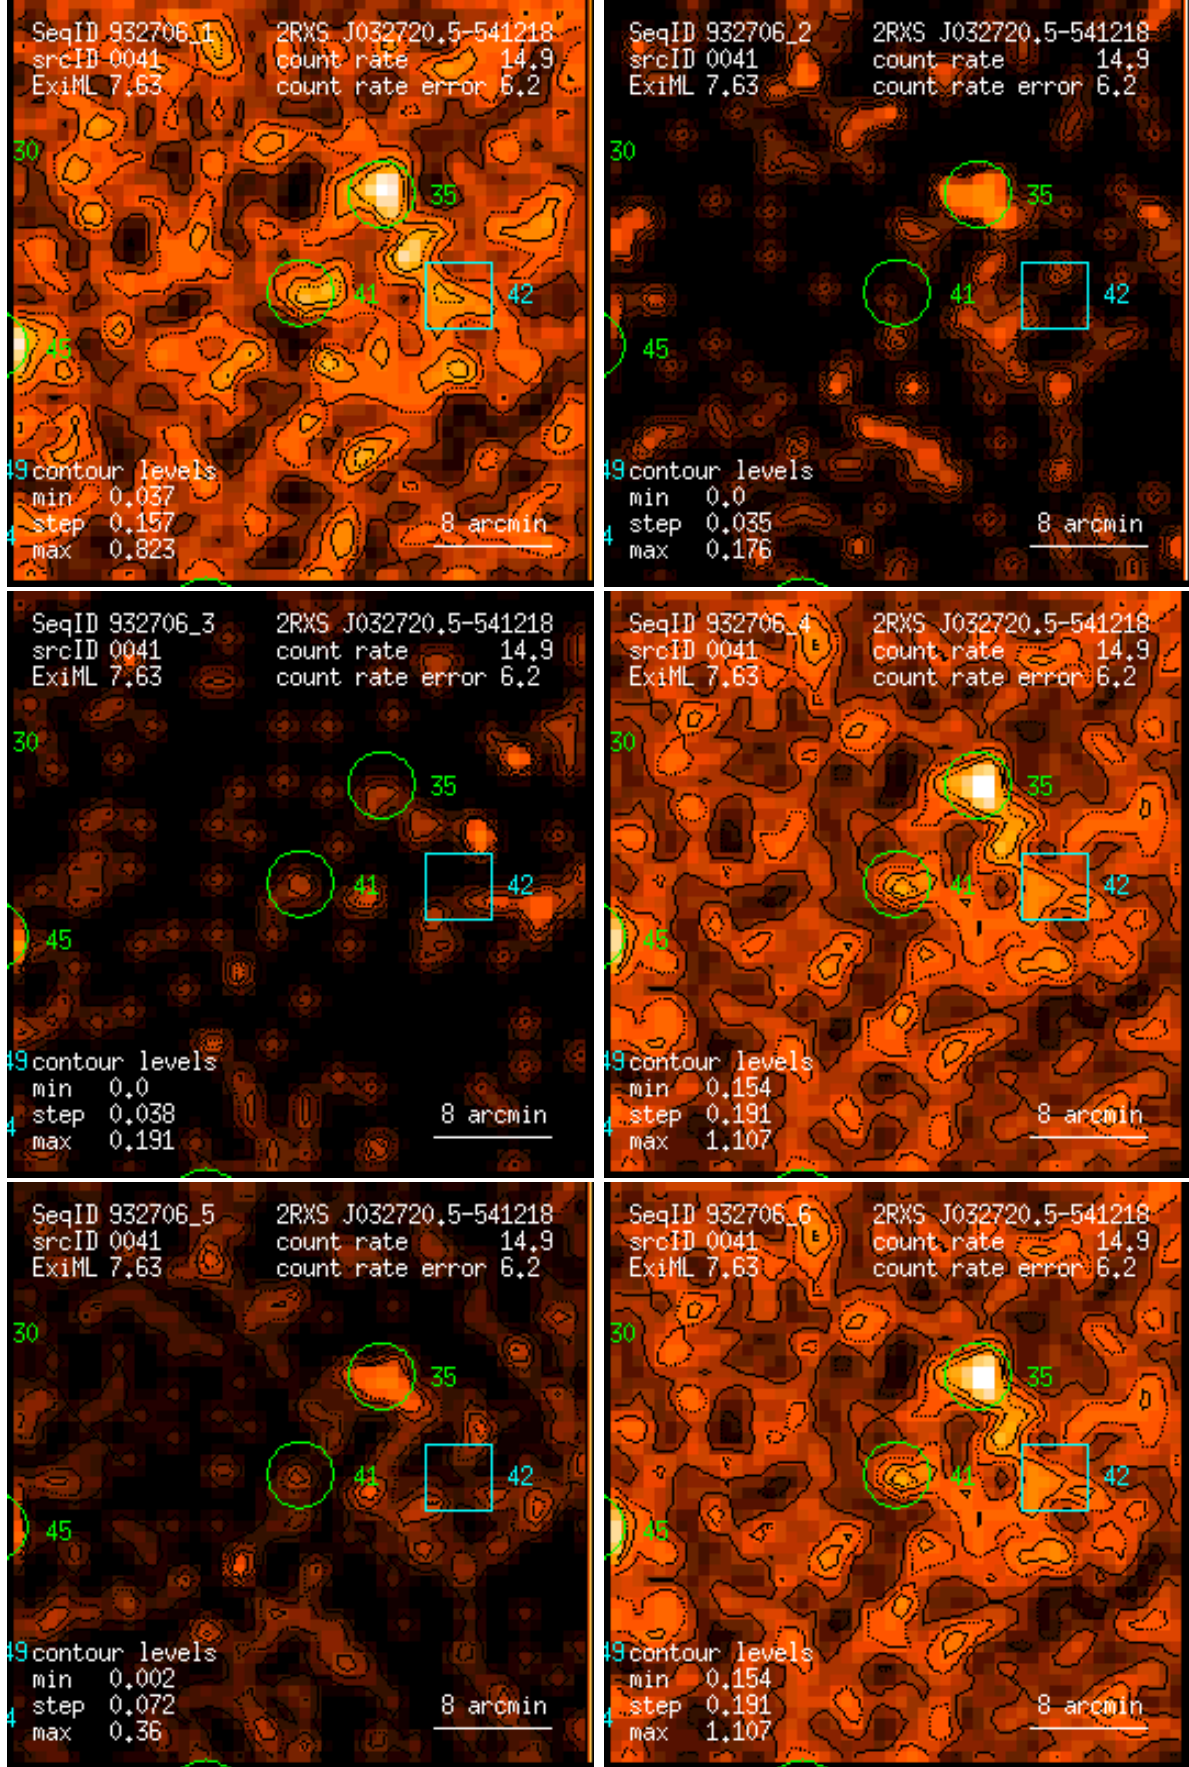 SeqID 932706_1 2RXS J032720.5-541218
srcID 0041 count rate 14.9
ExiML 7.63 count rate error 6.2
30
35
41
42
45
49 contour levels
min 0.037
step 0.157 8 arcmin
4
max 0.823
SeqID 932706_2 2RXS J032720.5-541218
srcID 0041 count rate 14.9
ExiML 7.63 count rate error 6.2
30
35
41
42
45
49 contour levels
min 0.0
step 0.035 8 arcmin
4
max 0.176
SeqID 932706_3 2RXS J032720.5-541218
srcID 0041 count rate 14.9
ExiML 7.63 count rate error 6.2
30
35
41
42
45
49 contour levels
min 0.0
step 0.038 8 arcmin
4
max 0.191
SeqID 932706_4 2RXS J032720.5-541218
srcID 0041 count rate 14.9
ExiML 7.63 count rate error 6.2
30
35
41
42
45
49 contour levels
min 0.154
step 0.191 8 arcmin
4
max 1.107
SeqID 932706_5 2RXS J032720.5-541218
srcID 0041 count rate 14.9
ExiML 7.63 count rate error 6.2
30
35
41
42
45
49 contour levels
min 0.002
step 0.072 8 arcmin
4
max 0.36
SeqID 932706_6 2RXS J032720.5-541218
srcID 0041 count rate 14.9
ExiML 7.63 count rate error 6.2
30
35
41
42
45
49 contour levels
min 0.154
step 0.191 8 arcmin
4
max 1.107